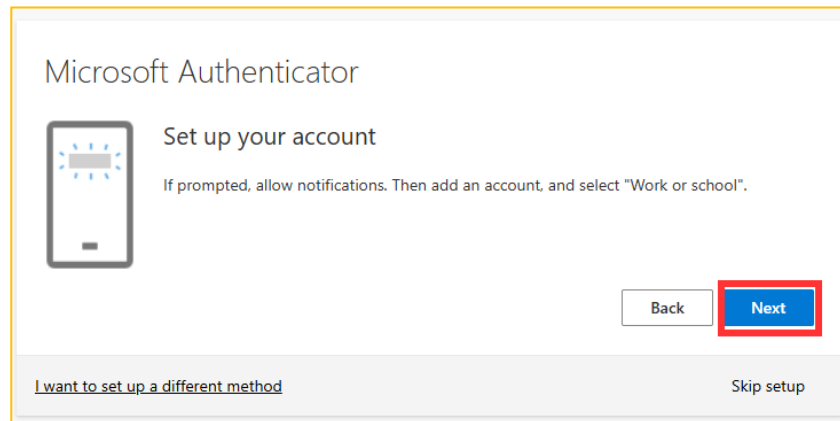 Microsoft Authenticator
Set up your account
If prompted, allow notifications. Then add an account, and select "Work or school".
Back
Next
I want to set up a different method
Skip setup